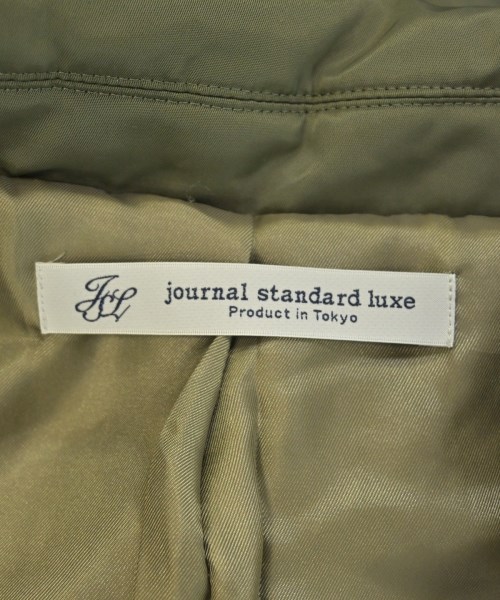 JSL
journal standard luxe
Product in Tokyo